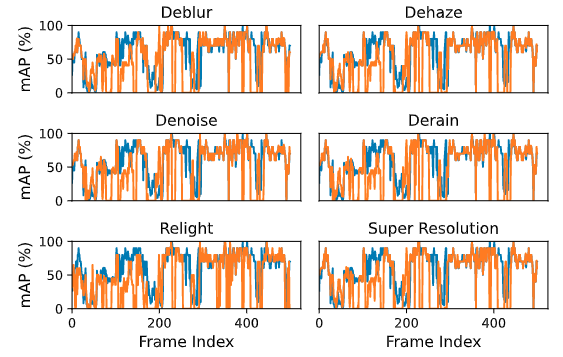 Deblur Dehaze
mAP (%) 100 50 0
Denoise Derain
mAP (%) 100 50 0
Relight Super Resolution
mAP (%) 100 50 0
0 200 400 0 200 400
Frame Index Frame Index